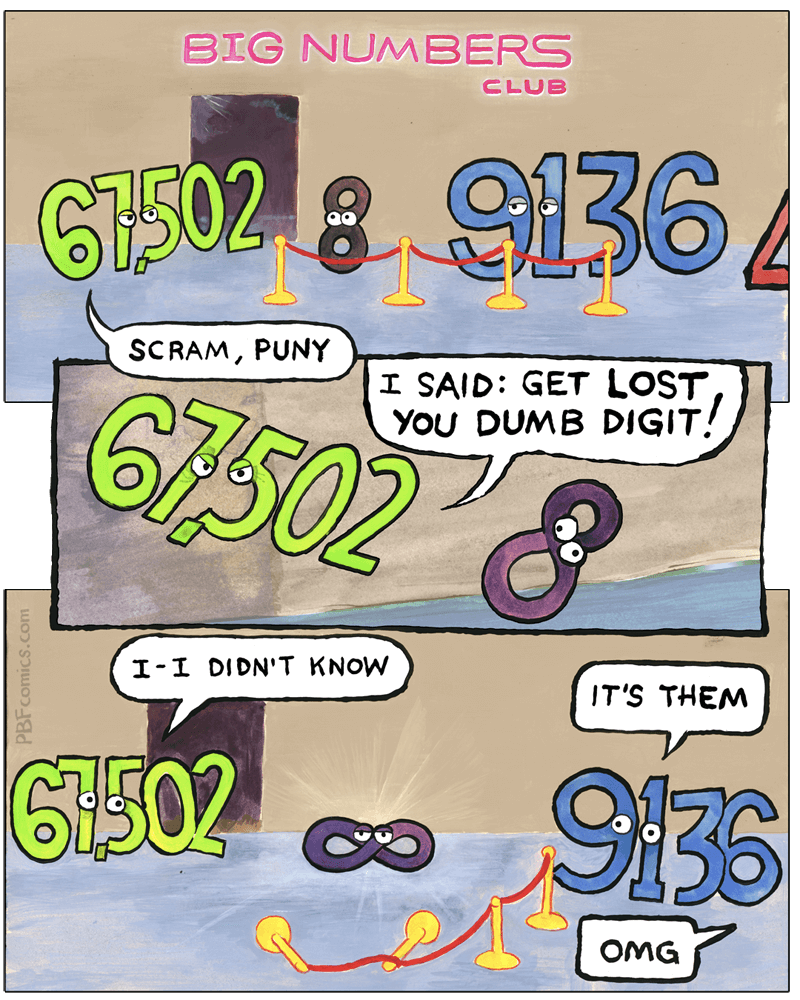 BIG NUMBERS
CLUB
67,502
8
9136
SCRAM, PUNY
I SAID: GET LOST,
YOU DUMB DIGIT!
67,502
8
PBFcomics.com
I-I DIDN'T KNOW
IT'S THEM
67,502
∞
9136
OMG